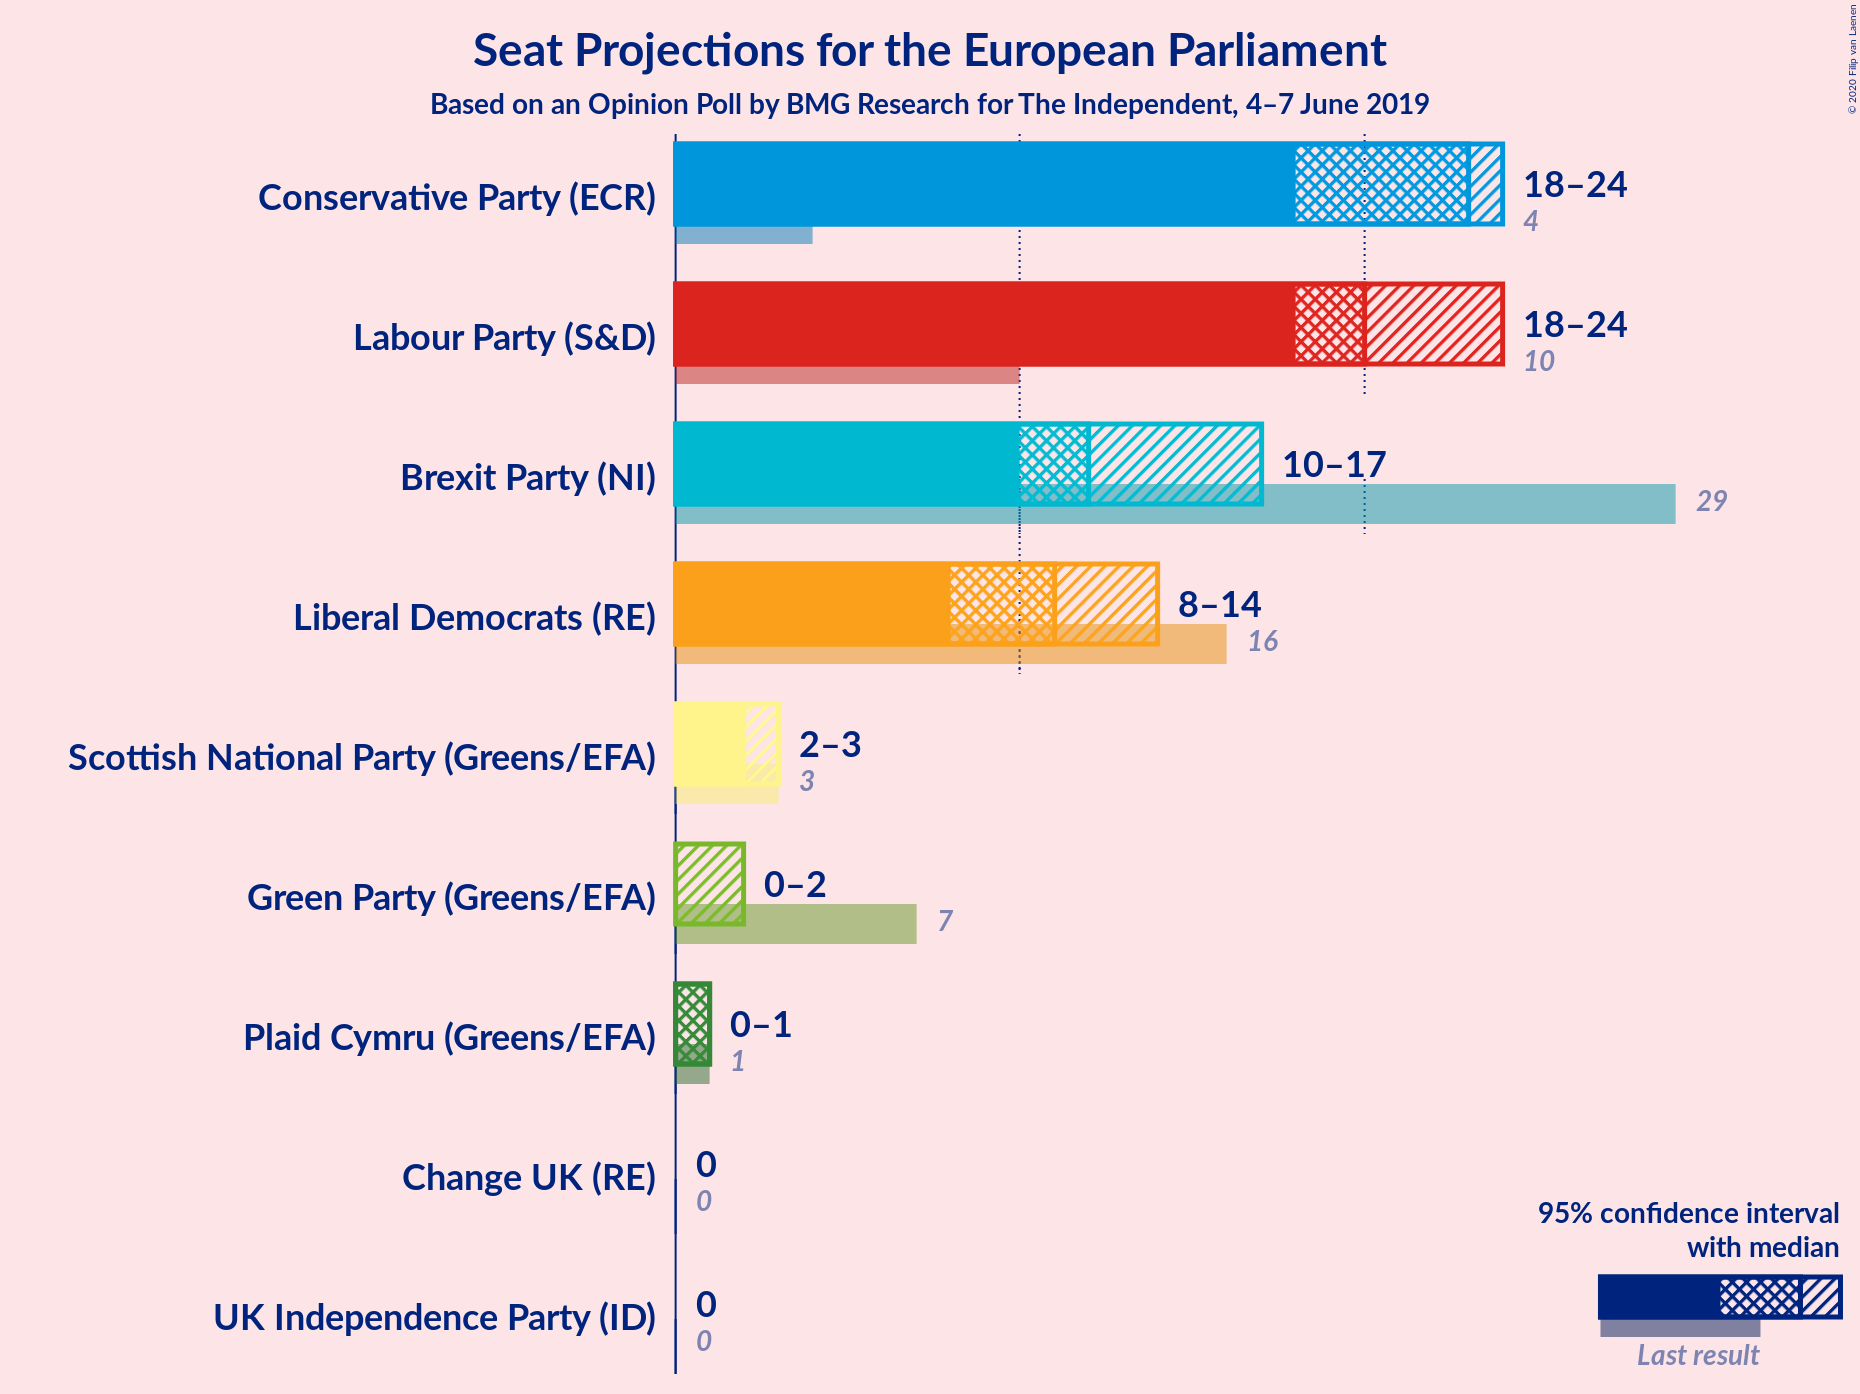 Seat Projections for the European Parliament
Based on an Opinion Poll by BMG Research for The Independent, 4–7 June 2019
© 2020 Filip van Laenen
Conservative Party (ECR)
18–24
4
Labour Party (S&D)
18–24
10
Brexit Party (NI)
10–17
29
Liberal Democrats (RE)
8–14
16
Scottish National Party (Greens/EFA)
2–3
3
Green Party (Greens/EFA)
0–2
7
Plaid Cymru (Greens/EFA)
0–1
1
Change UK (RE)
0
0
UK Independence Party (ID)
0
0
95% confidence interval
with median
Last result